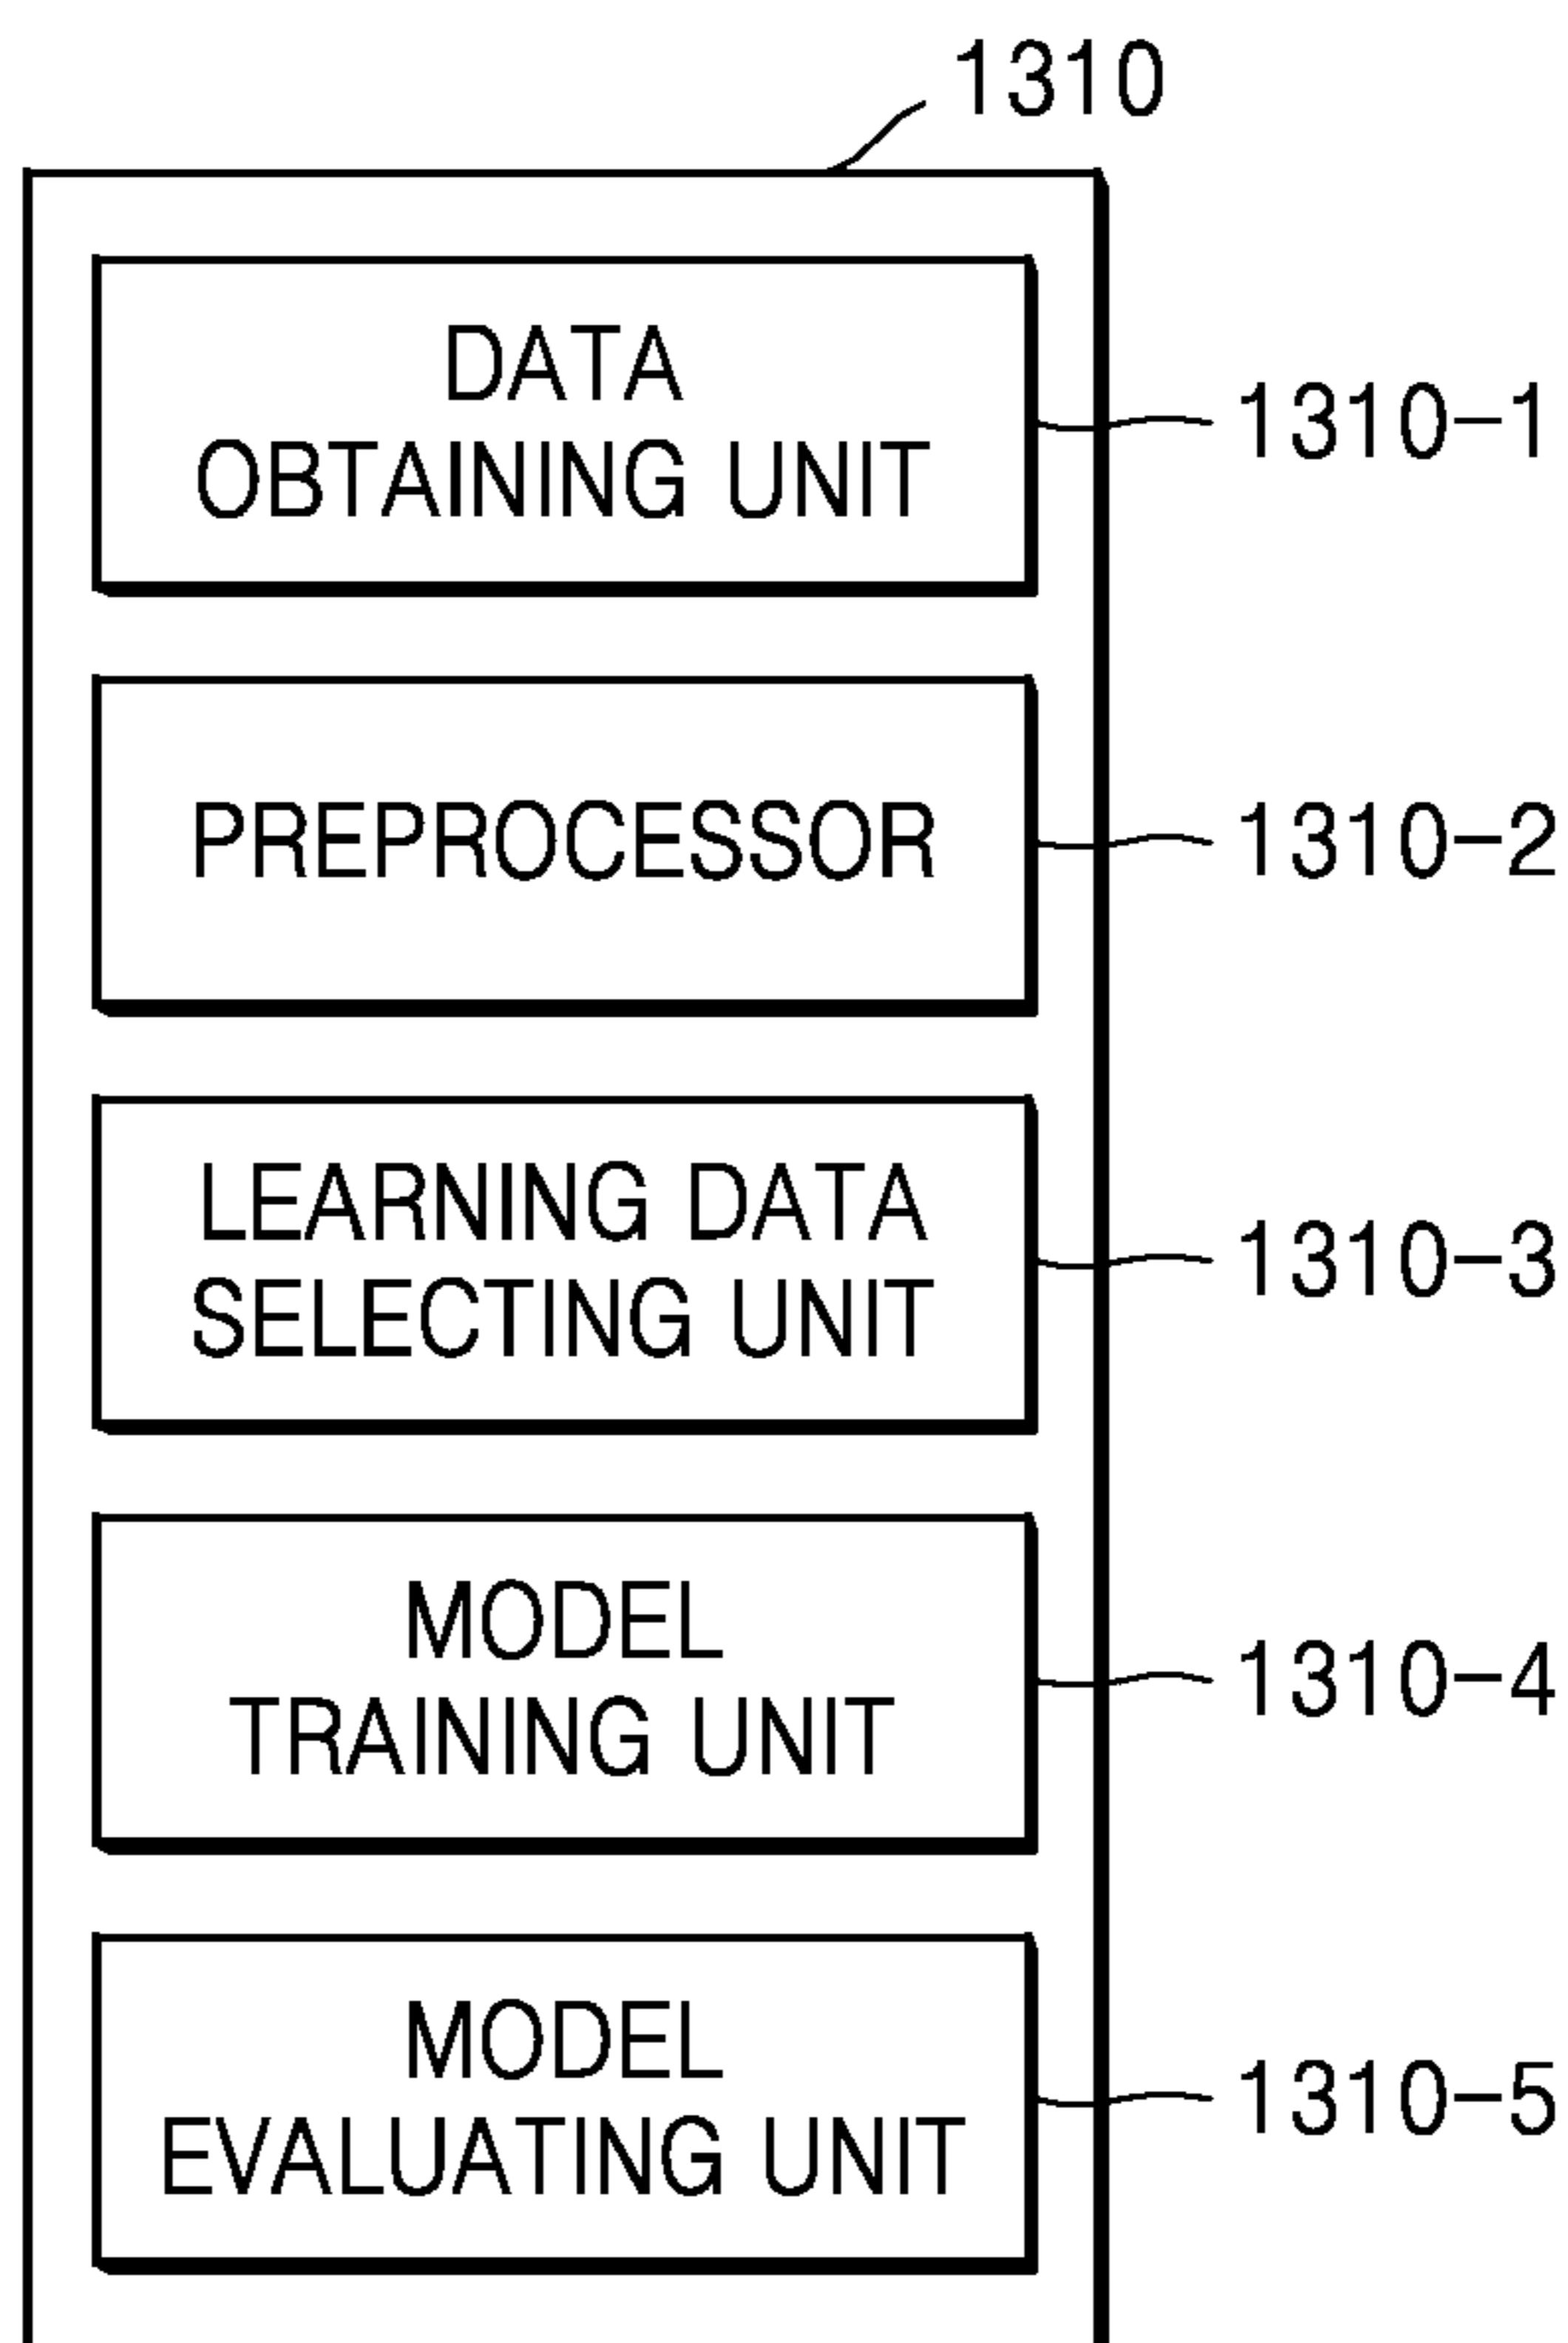 1310
DATA
OBTAINING UNIT
1310-1
PREPROCESSOR
1310-2
LEARNING DATA
SELECTING UNIT
1310-3
MODEL
TRAINING UNIT
1310-4
MODEL
EVALUATING UNIT
1310-5